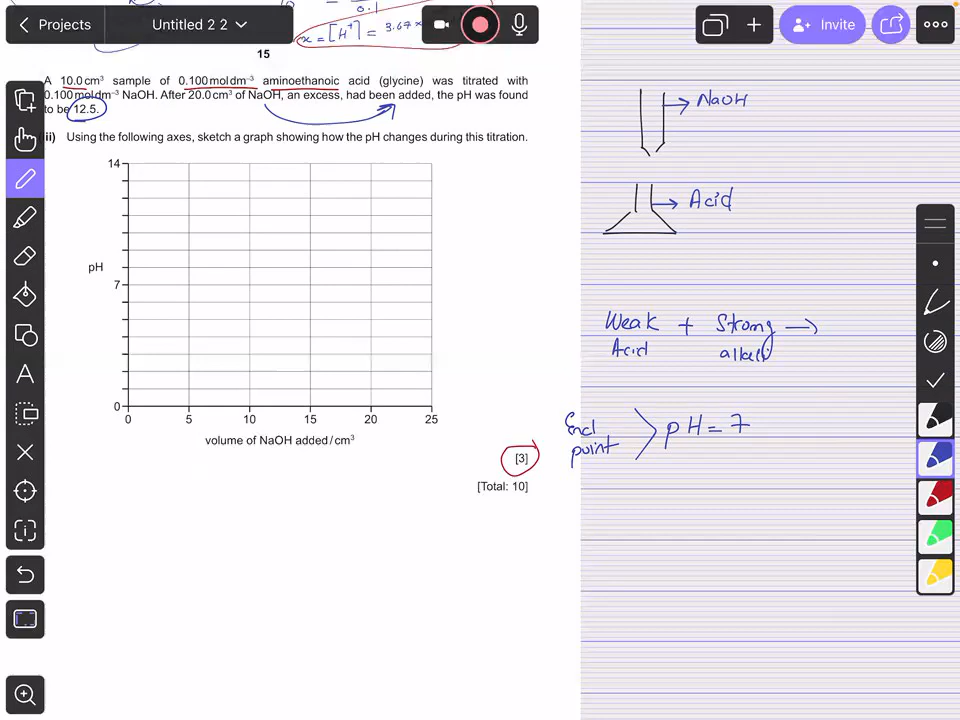 Projects
Untitled 2 2
Invite
x = [H⁺] = 3.67 ×
0.1
15
A 10.0 cm³ sample of 0.100 mol dm⁻³ aminoethanoic acid (glycine) was titrated with
0.100 mol dm⁻³ NaOH. After 20.0 cm³ of NaOH, an excess, had been added, the pH was found
to be 12.5.
ii) Using the following axes, sketch a graph showing how the pH changes during this titration.
14
pH
7
0
0 5 10 15 20 25
volume of NaOH added / cm³
[3]
[Total: 10]
NaOH
Acid
Weak + Strong →
Acid alkali
End
point > pH = 7
A